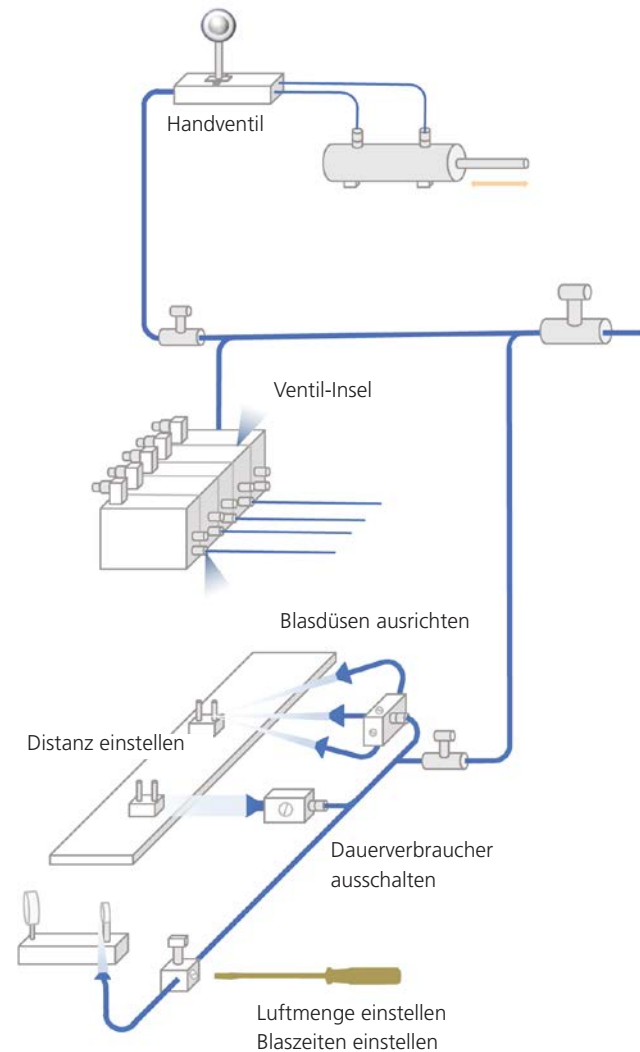 Handventil
Ventil-Insel
Blasdüsen ausrichten
Distanz einstellen
Dauerverbraucher
ausschalten
Luftmenge einstellen
Blaszeiten einstellen